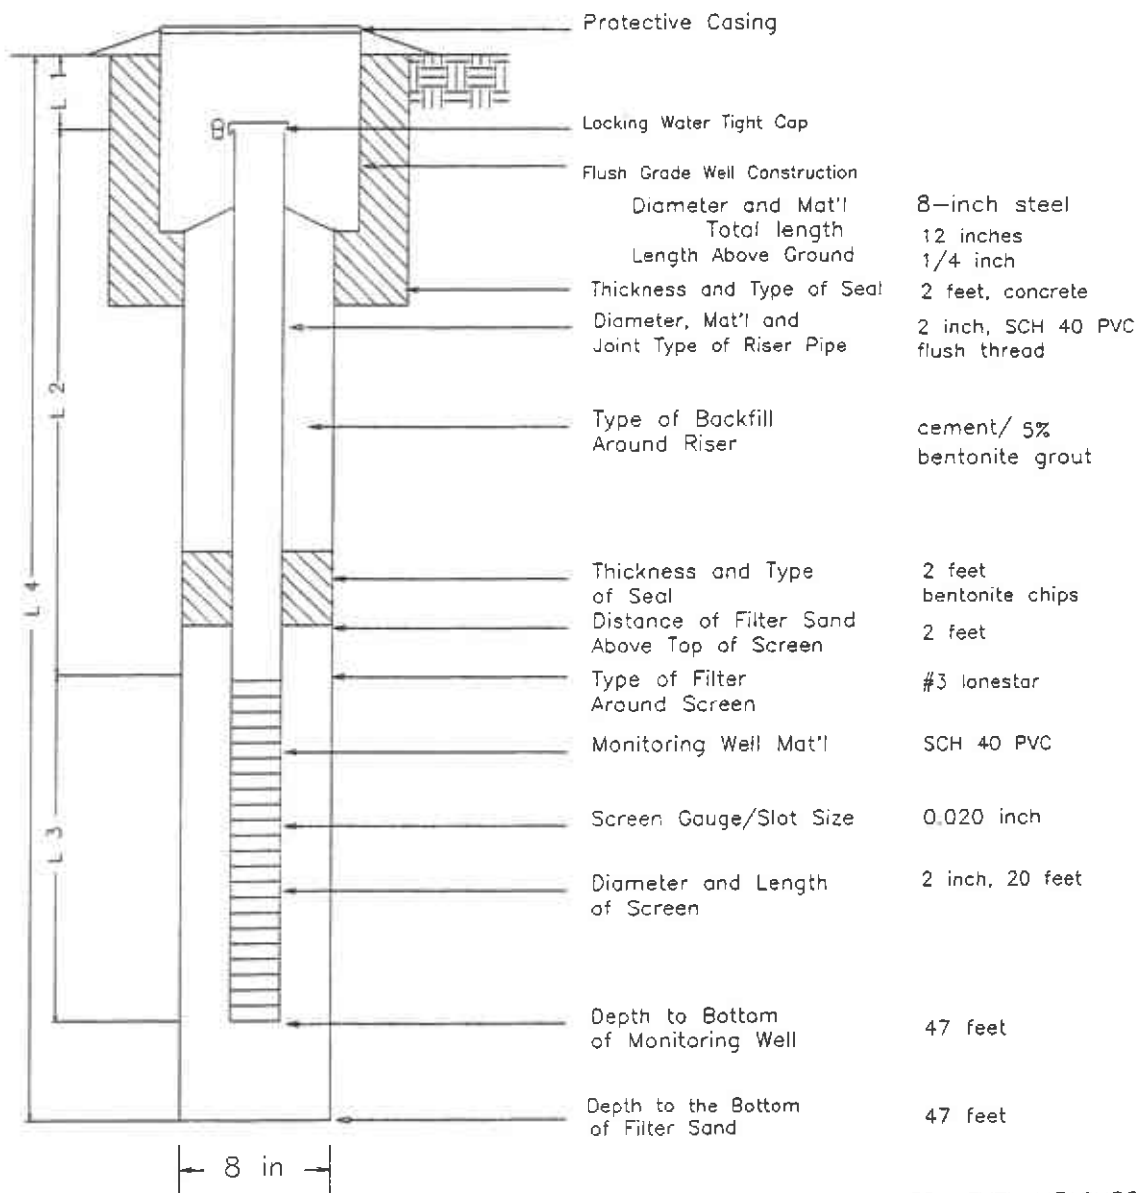 Protective Casing
L 1
Locking Water Tight Cap
Flush Grade Well Construction
Diameter and Mat'l 8-inch steel
Total length 12 inches
Length Above Ground 1/4 inch
Thickness and Type of Seal 2 feet, concrete
Diameter, Mat'l and 2 inch, SCH 40 PVC
Joint Type of Riser Pipe flush thread
L 2
Type of Backfill cement/ 5%
Around Riser bentonite grout
L 4
Thickness and Type 2 feet
of Seal bentonite chips
Distance of Filter Sand
Above Top of Screen 2 feet
Type of Filter #3 lonestar
Around Screen
Monitoring Well Mat'l SCH 40 PVC
L 3
Screen Gauge/Slot Size 0.020 inch
Diameter and Length 2 inch, 20 feet
of Screen
Depth to Bottom
of Monitoring Well 47 feet
Depth to the Bottom
of Filter Sand 47 feet
8 in